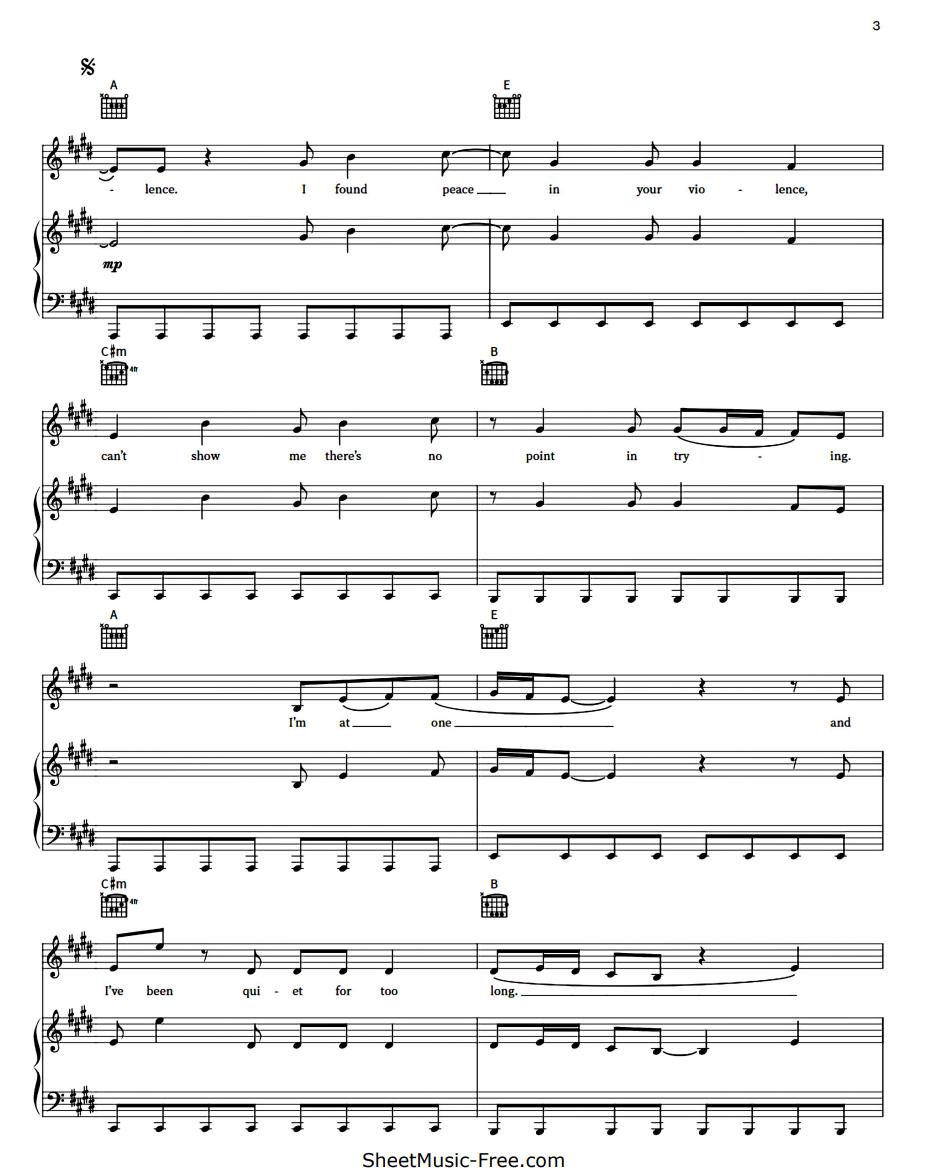 3
A E
- lence. I found peace in your vio - lence,
mp
C#m 4fr B
can't show me there's no point in try - ing.
A E
I'm at one and
C#m 4fr B
I've been qui - et for too long.
SheetMusic-Free.com